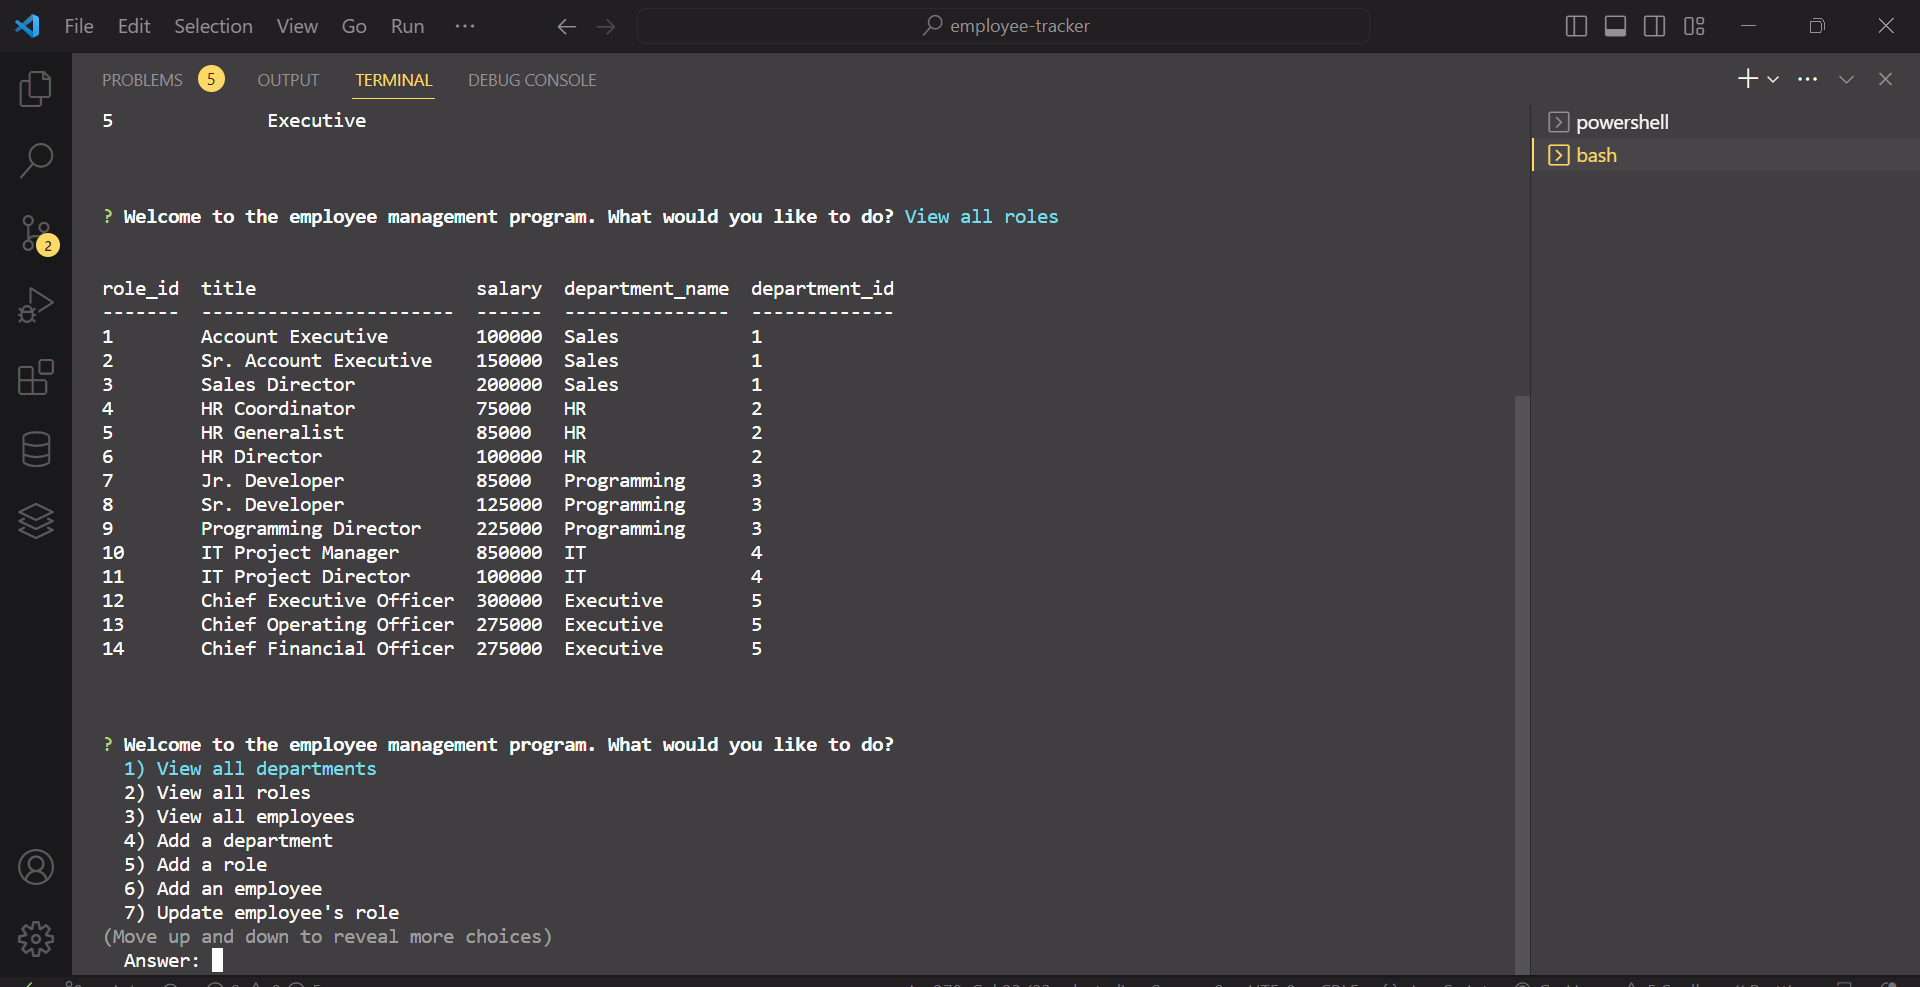 File Edit Selection View Go Run ··· employee-tracker
PROBLEMS 5 OUTPUT TERMINAL DEBUG CONSOLE
5 Executive
powershell
bash
2
? Welcome to the employee management program. What would you like to do? View all roles
role_id title salary department_name department_id
------- ----------------------- ------ --------------- -------------
1 Account Executive 100000 Sales 1
2 Sr. Account Executive 150000 Sales 1
3 Sales Director 200000 Sales 1
4 HR Coordinator 75000 HR 2
5 HR Generalist 85000 HR 2
6 HR Director 100000 HR 2
7 Jr. Developer 85000 Programming 3
8 Sr. Developer 125000 Programming 3
9 Programming Director 225000 Programming 3
10 IT Project Manager 850000 IT 4
11 IT Project Director 100000 IT 4
12 Chief Executive Officer 300000 Executive 5
13 Chief Operating Officer 275000 Executive 5
14 Chief Financial Officer 275000 Executive 5
? Welcome to the employee management program. What would you like to do?
1) View all departments
2) View all roles
3) View all employees
4) Add a department
5) Add a role
6) Add an employee
7) Update employee's role
(Move up and down to reveal more choices)
Answer: